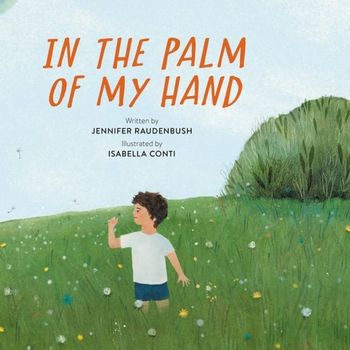 IN THE PALM
OF MY HAND
Written by
JENNIFER RAUDENBUSH
Illustrated by
ISABELLA CONTI